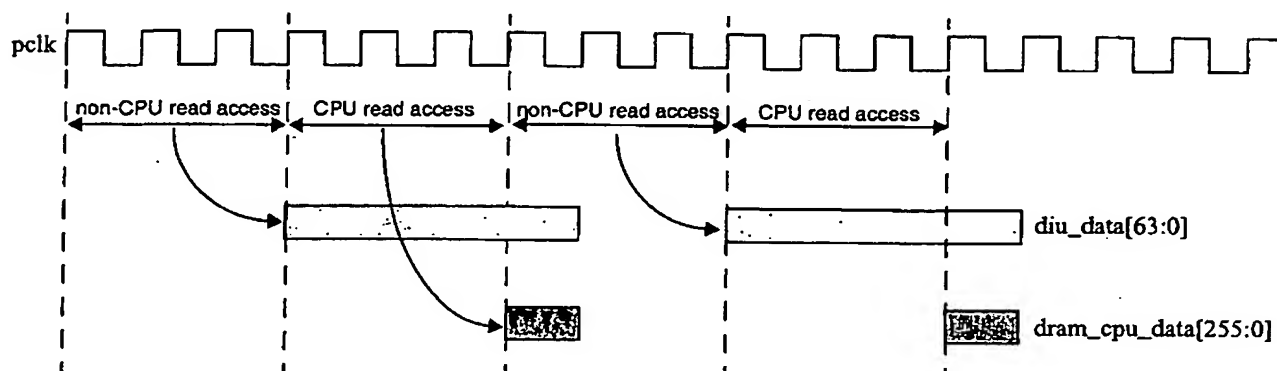 pclk
non-CPU read access CPU read access non-CPU read access CPU read access
diu_data[63:0]
dram_cpu_data[255:0]